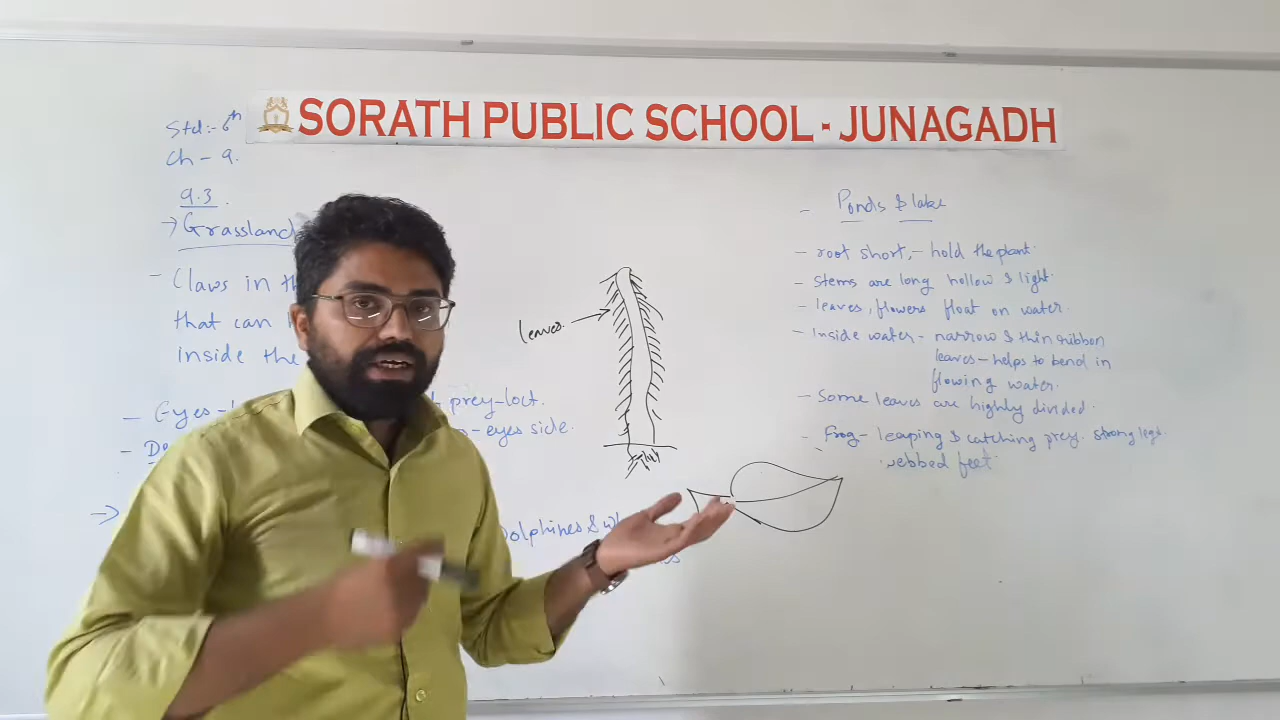 SORATH PUBLIC SCHOOL - JUNAGADH
Std:- 6th
Ch - 9.
9.3.
→ Grassland
- Claws in th
that can
inside the
- Eyes - prey - loct.
- eyes side.
- De
→ Dolphines & wh
leaves.
- Ponds & lake
- root short, - hold the plant.
- Stems are long hollow & light.
- leaves, flowers float on water.
- Inside water - narrow & thin ribbon
leaves - helps to bend in
flowing water.
- Some leaves are highly divided.
- Frog - leaping & catching prey. strong legs.
webbed feet